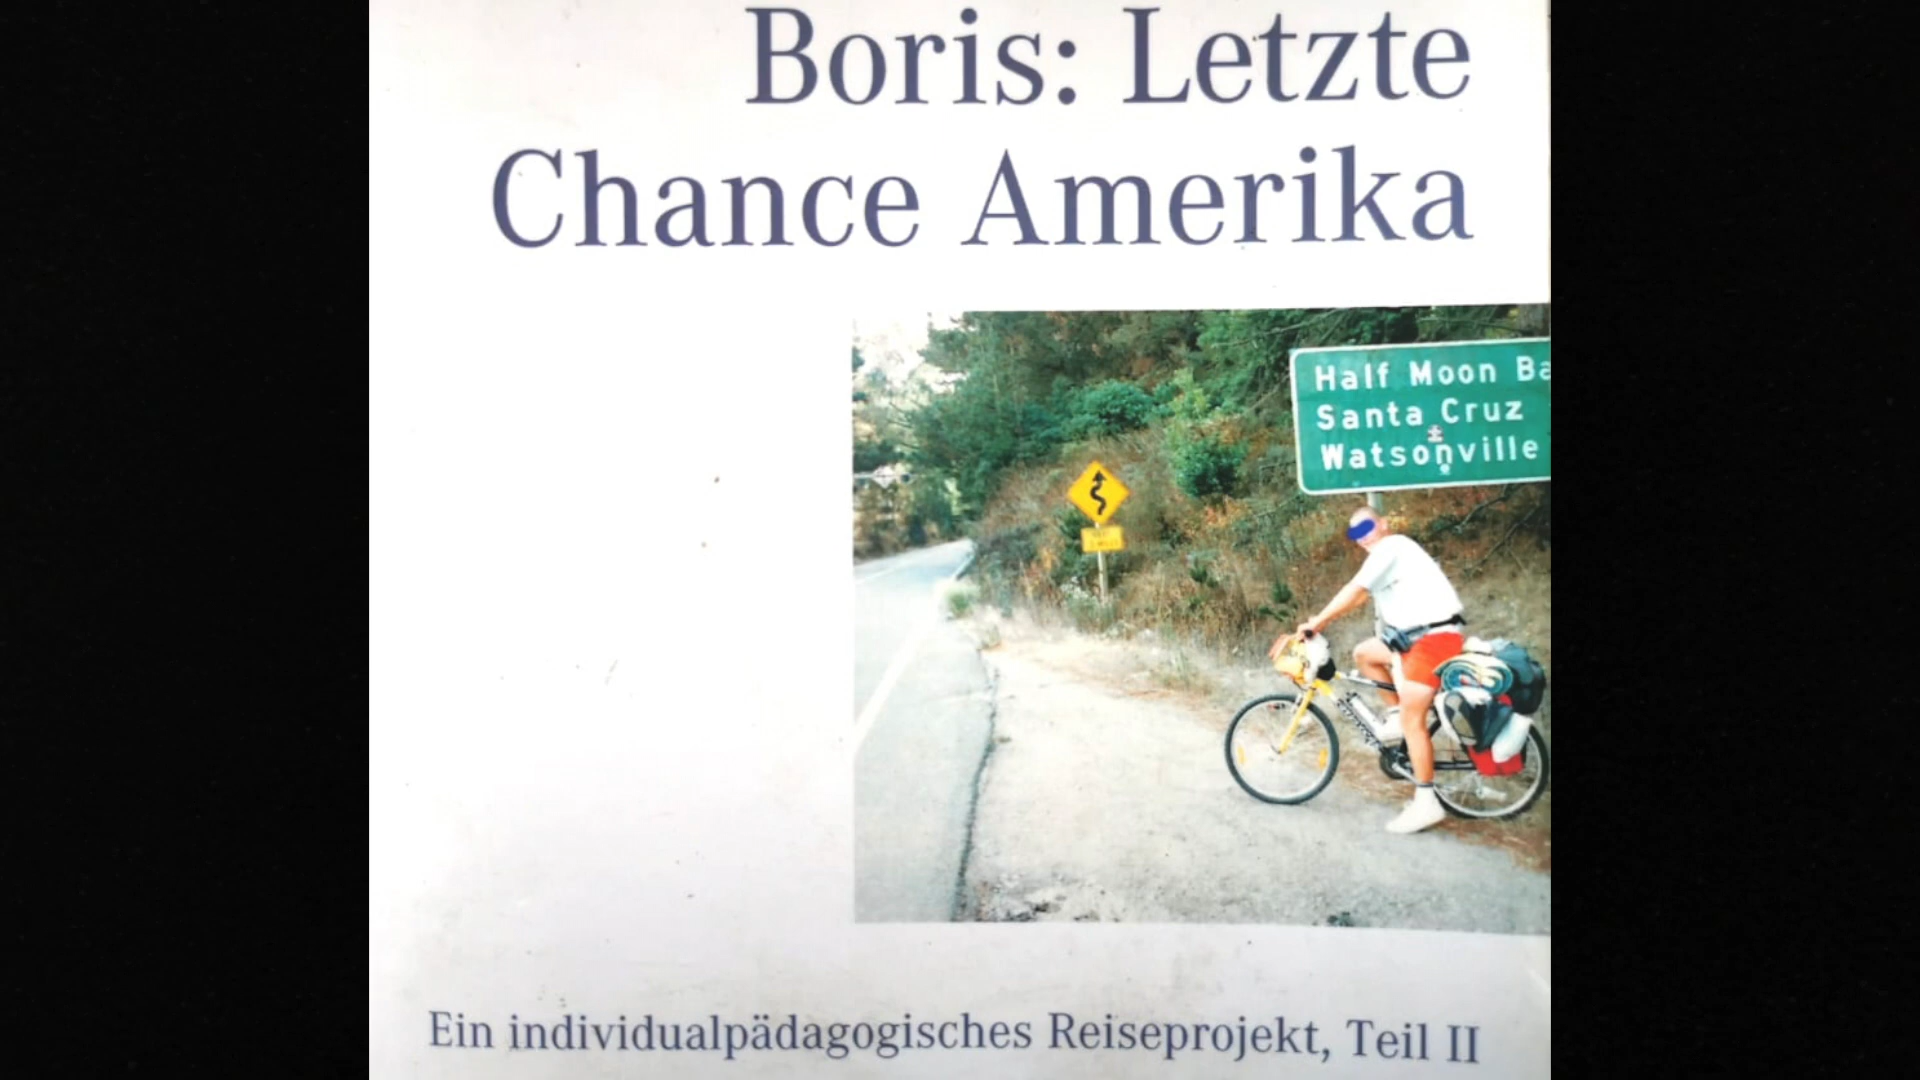 Boris: Letzte
Chance Amerika
Half Moon Ba
Santa Cruz
Watsonville
Ein individualpädagogisches Reiseprojekt, Teil II